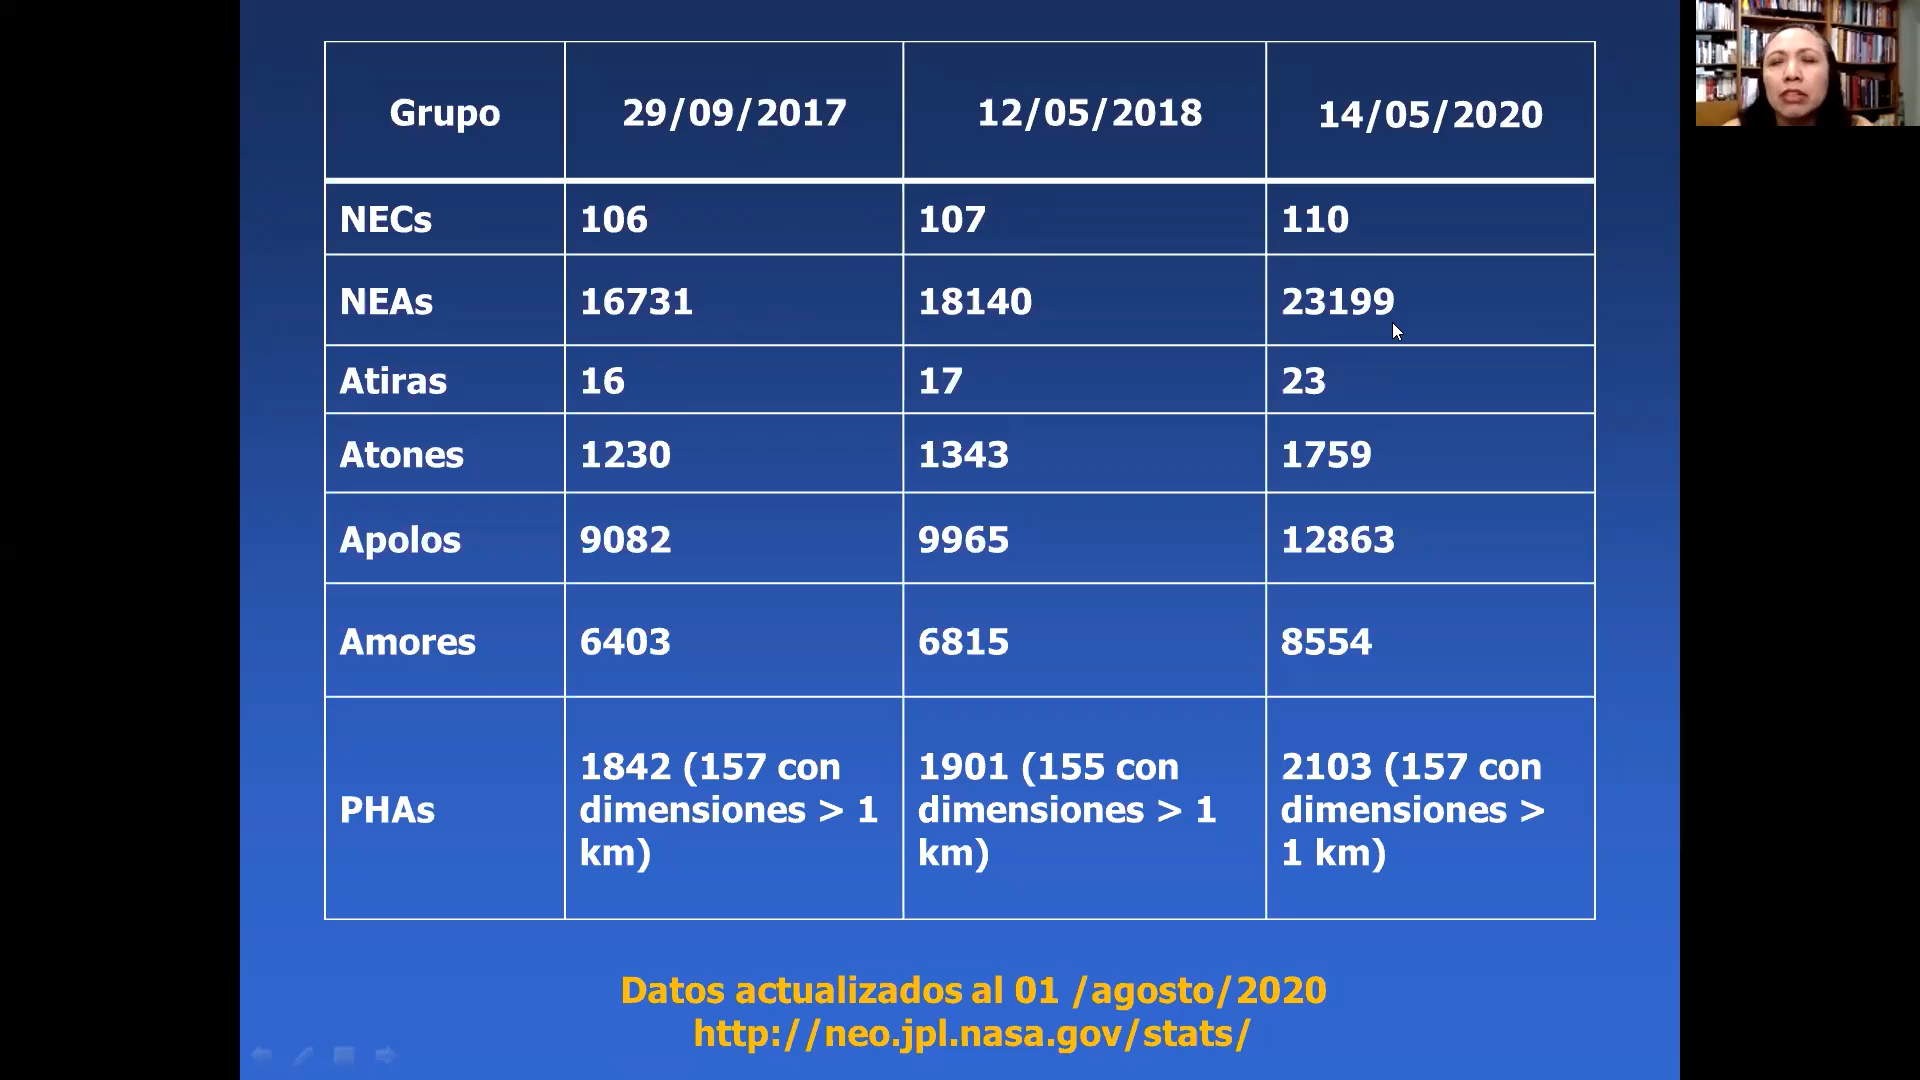 Grupo 29/09/2017 12/05/2018 14/05/2020
NECs 106 107 110
NEAs 16731 18140 23199
Atiras 16 17 23
Atones 1230 1343 1759
Apolos 9082 9965 12863
Amores 6403 6815 8554
PHAs
1842 (157 con
dimensiones > 1
km)
1901 (155 con
dimensiones > 1
km)
2103 (157 con
dimensiones >
1 km)
Datos actualizados al 01 /agosto/2020
http://neo.jpl.nasa.gov/stats/